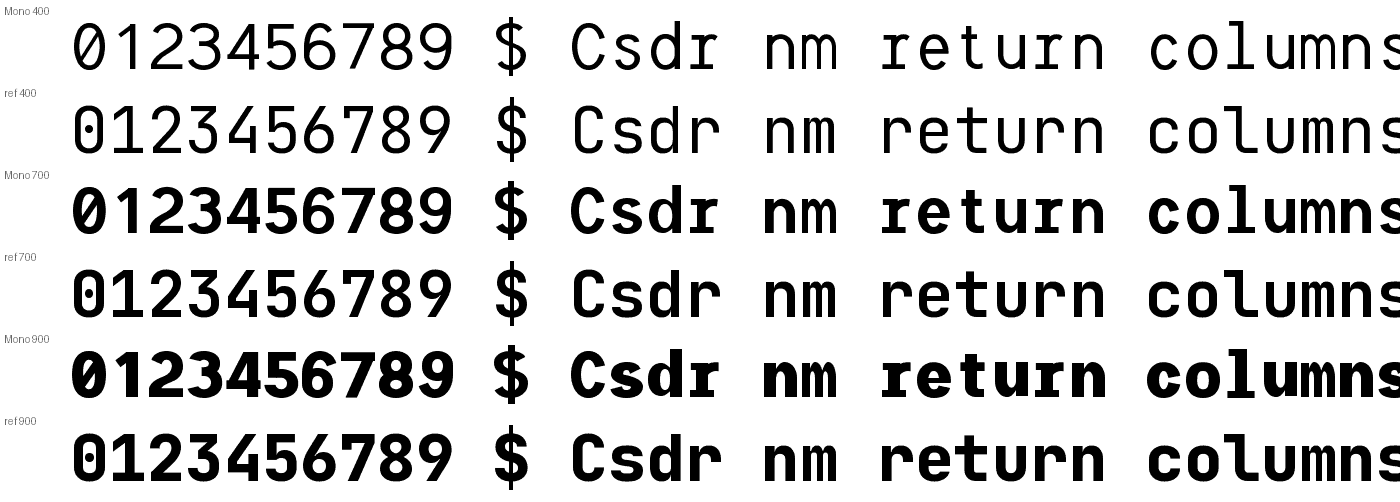 Mono 400
0123456789 $ Csdr nm return columns
ref 400
0123456789 $ Csdr nm return columns
Mono 700
0123456789 $ Csdr nm return columns
ref 700
0123456789 $ Csdr nm return columns
Mono 900
0123456789 $ Csdr nm return columns
ref 900
0123456789 $ Csdr nm return columns